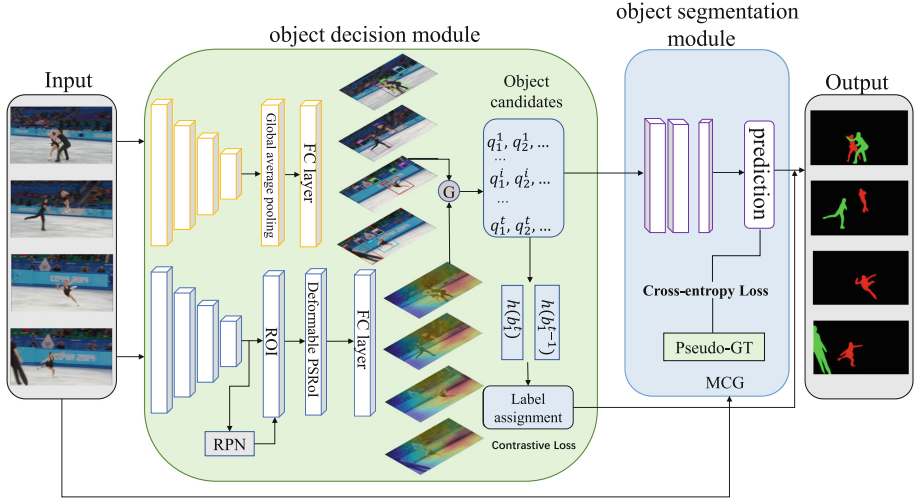 object decision module
object segmentation
module
Input
Output
Object
candidates
Global average pooling
FC layer
G
q_1^1, q_2^1, ...
...
q_1^i, q_2^i, ...
...
q_1^t, q_2^t, ...
prediction
Cross-entropy Loss
Pseudo-GT
MCG
ROI
Deformable PSRoI
FC layer
RPN
h(b_1^t)
h(b_1^{t-1})
Label
assignment
Contrastive Loss